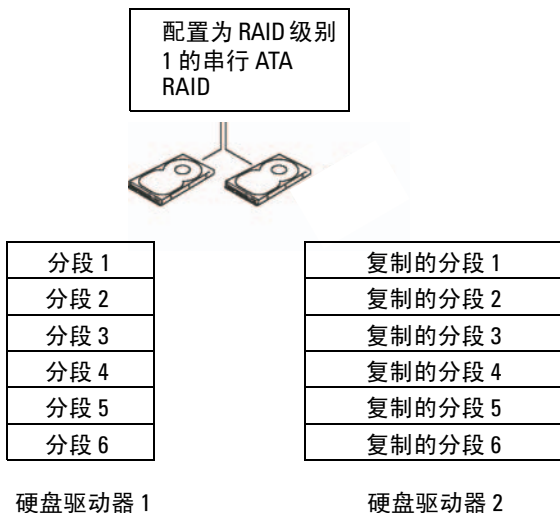 配置为 RAID 级别
1 的串行 ATA
RAID
分段 1
复制的分段 1
分段 2
复制的分段 2
分段 3
复制的分段 3
分段 4
复制的分段 4
分段 5
复制的分段 5
分段 6
复制的分段 6
硬盘驱动器 1
硬盘驱动器 2